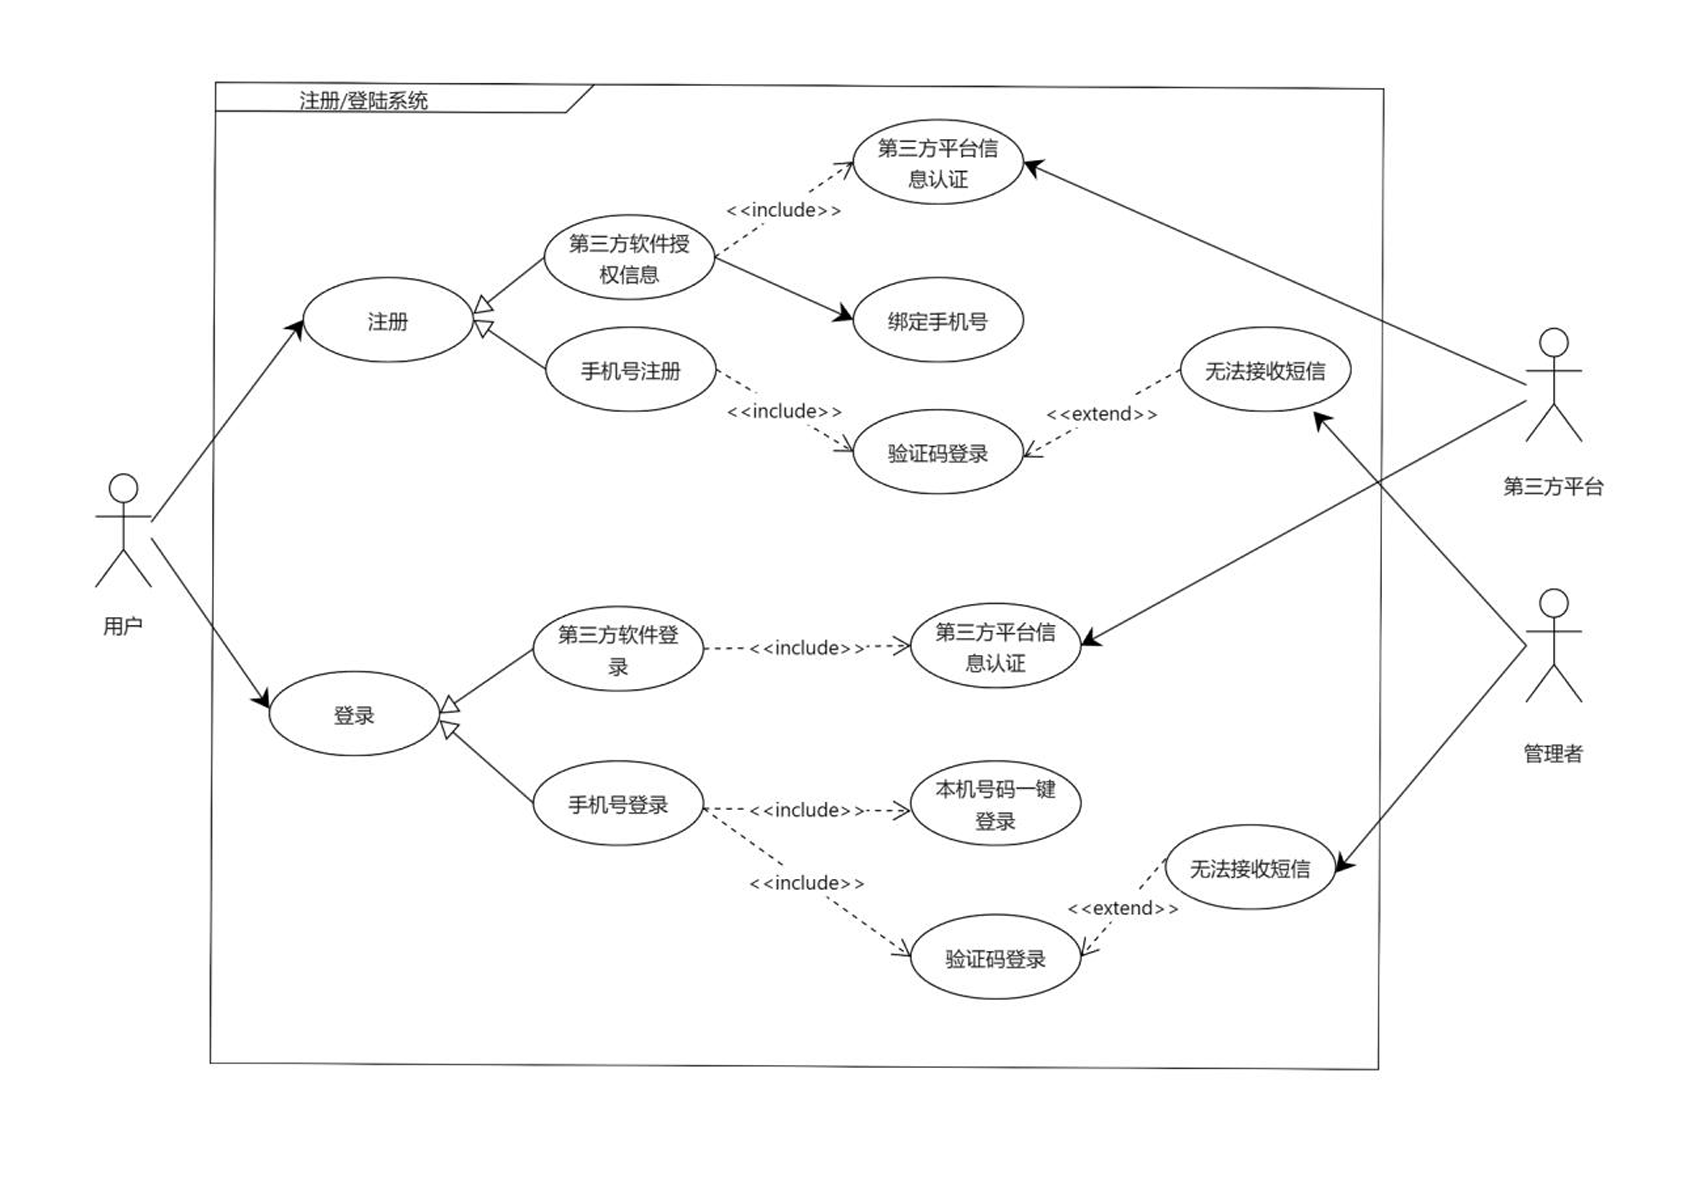 注册/登陆系统
第三方平台信
息认证
<<include>>
第三方软件授
权信息
注册
绑定手机号
手机号注册
无法接收短信
<<include>>
<<extend>>
验证码登录
第三方平台
用户
第三方软件登
录
<<include>>
第三方平台信
息认证
登录
管理者
手机号登录
<<include>>
本机号码一键
登录
<<include>>
无法接收短信
<<extend>>
验证码登录